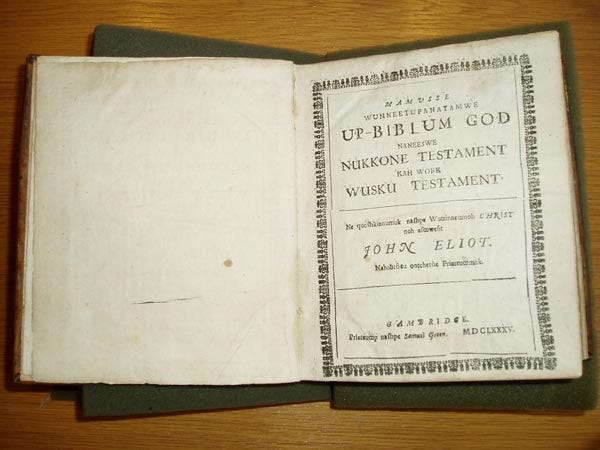 MAMUSSE
WUNNEETUPANATAMWE
UP-BIBLUM GOD
NANEESWE
NUKKONE TESTAMENT
KAH WONK
WUSKU TESTAMENT.
Ne quoshkinnumuk nashpe Wuttinneumoh CHRIST
noh asoowesit
JOHN ELIOT.
Nahohtôeu ontchetôe Printeuoomuk.
CAMBRIDGE.
Printeuoop nashpe Samuel Green. MDCLXXXV.